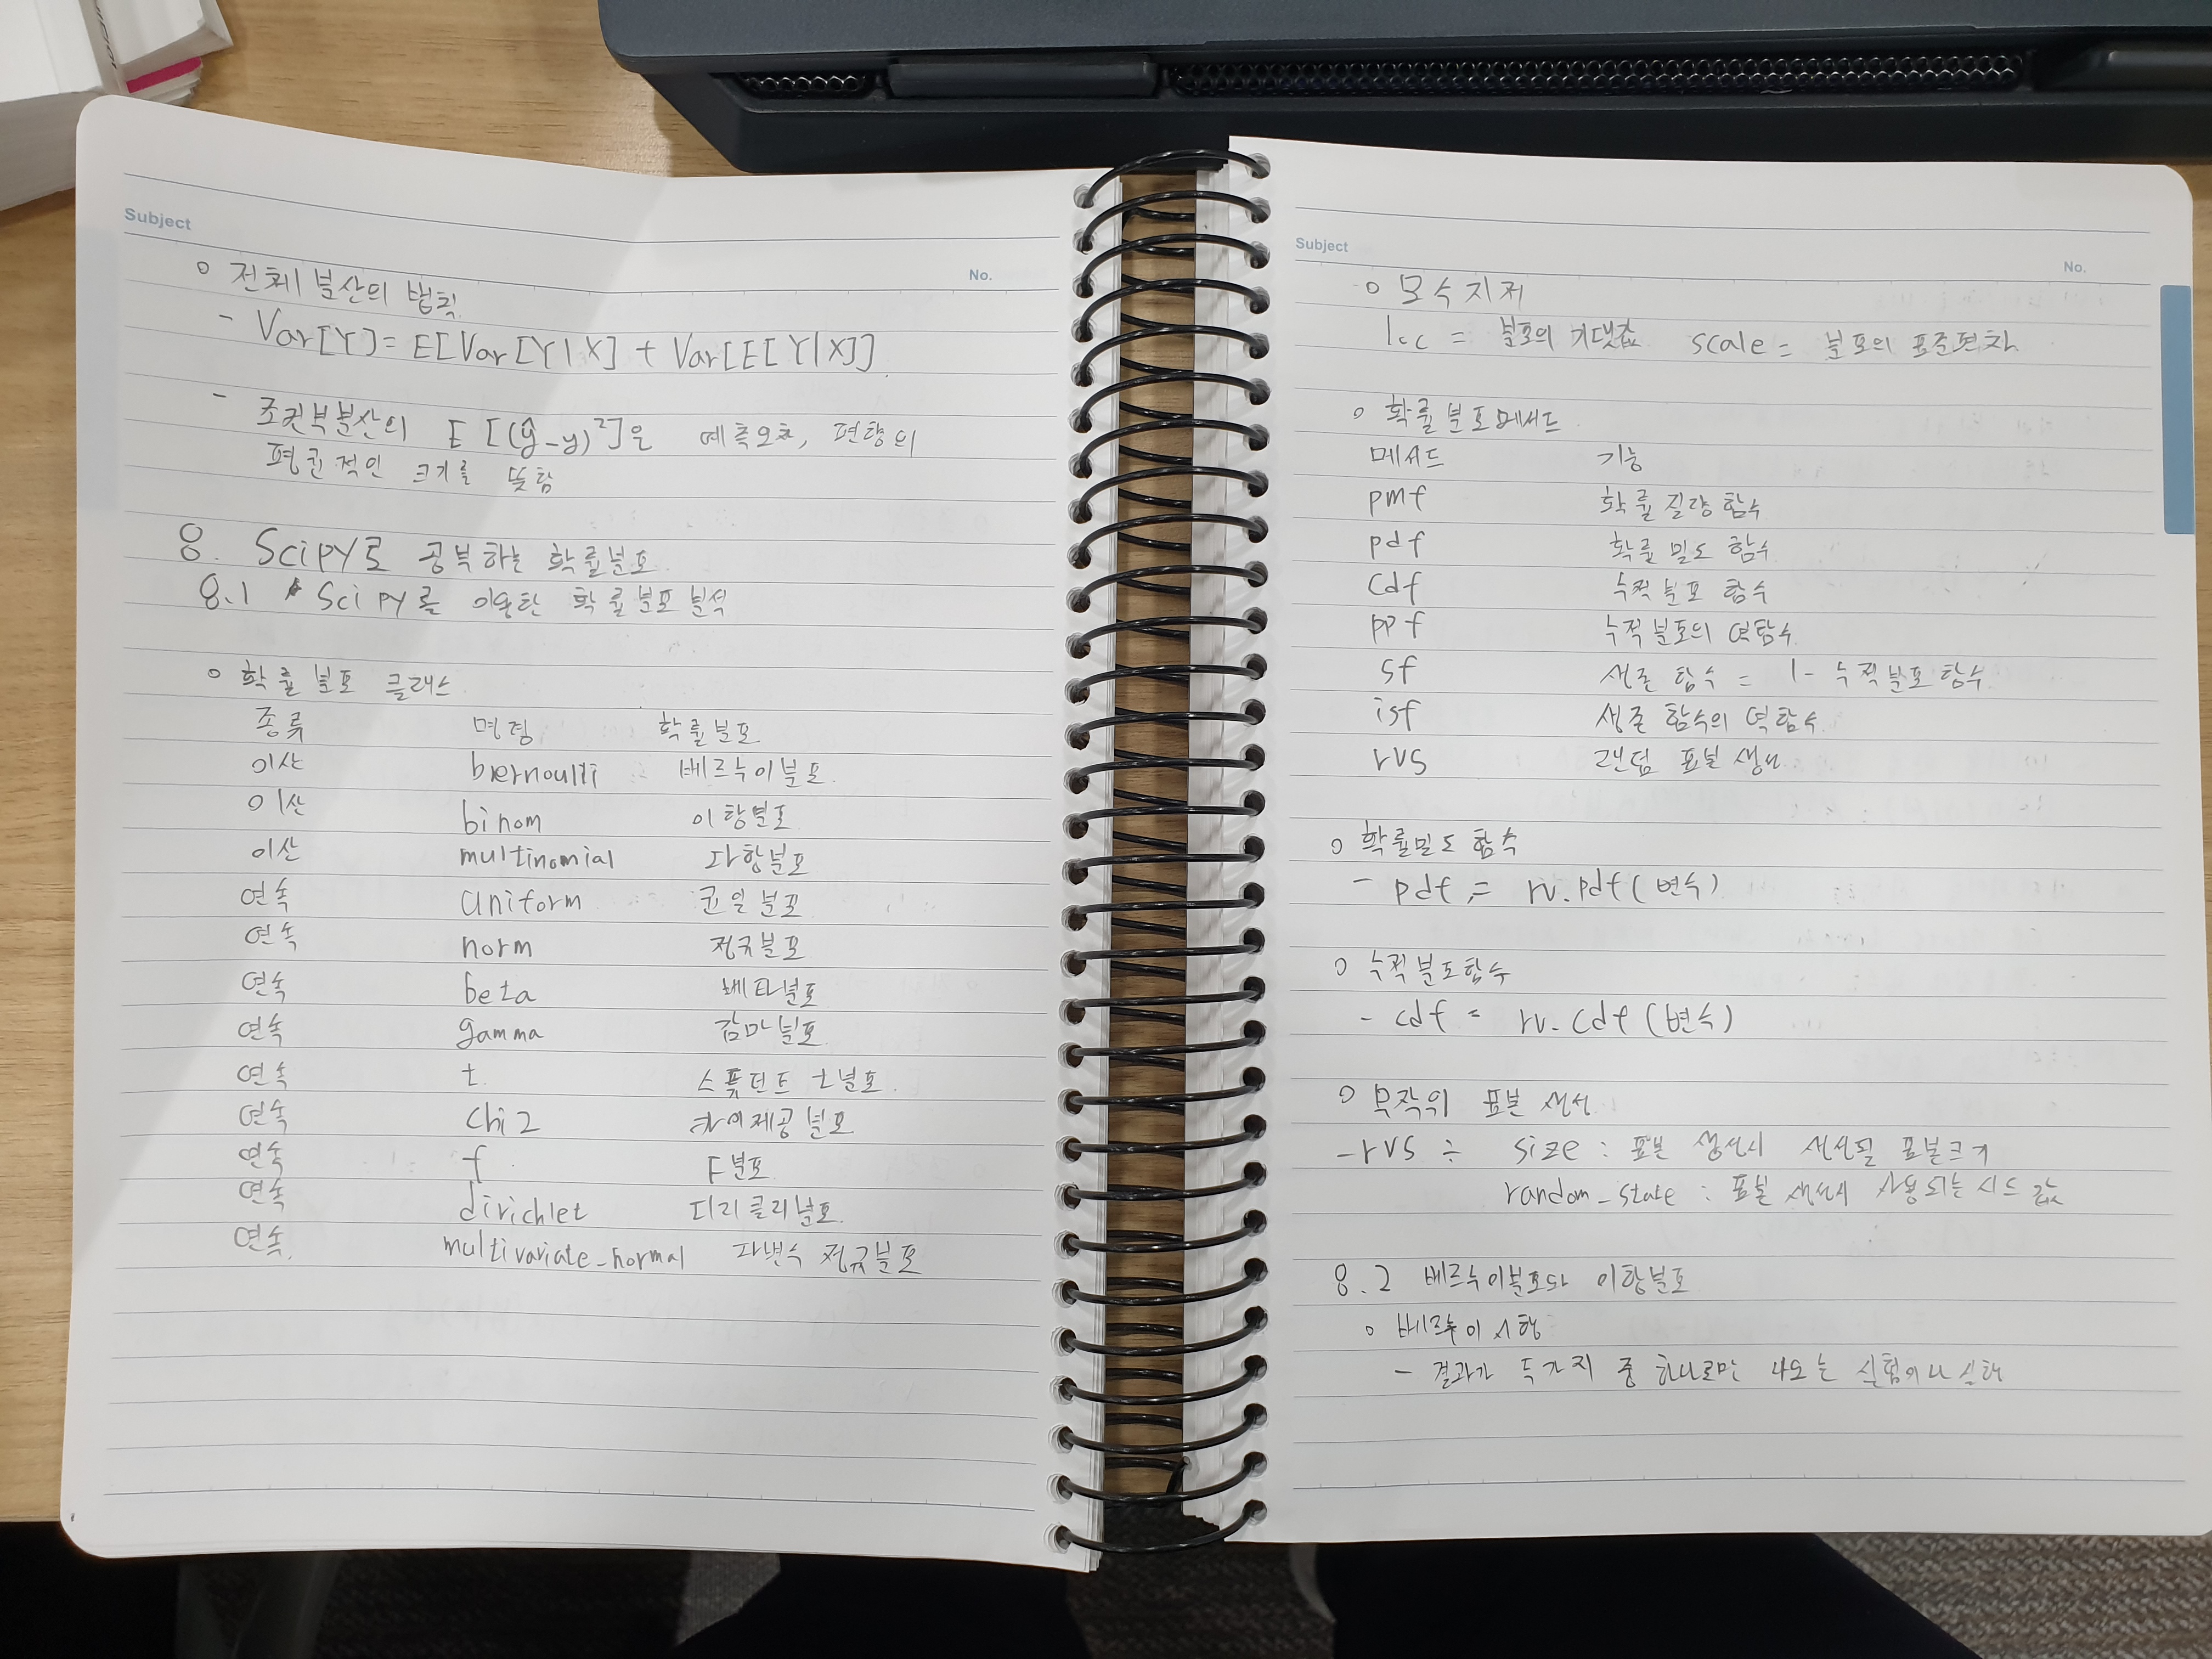 Subject
No.
o 전체 분산의 법칙
- Var[Y] = E[Var[Y|X] + Var[E[Y|X]]
- 조건부분산의 E[(ŷ-y)²]은 예측오차, 편향의
평균적인 크기를 뜻함
8. Scipy로 공부하는 확률분포
8.1 Scipy를 이용한 확률분포 분석
o 확률분포 클래스
종류 명령 확률분포
이산 bernoulli 베르누이분포
이산 binom 이항분포
이산 multinomial 다항분포
연속 uniform 균일분포
연속 norm 정규분포
연속 beta 베타분포
연속 gamma 감마분포
연속 t 스튜던트 t분포
연속 chi2 카이제곱분포
연속 f F분포
연속 dirichlet 디리클리분포
연속 multivariate_normal 다변수 정규분포
Subject
No.
o 모수지저
loc = 분포의 기댓값 scale = 분포의 표준편차
o 확률분포메서드
메서드 기능
pmf 확률질량함수
pdf 확률밀도함수
cdf 누적분포함수
ppf 누적분포의 역함수
sf 생존함수 = 1- 누적분포함수
isf 생존함수의 역함수
rvs 랜덤 표본 생성
o 확률밀도함수
- pdf = rv.pdf(변수)
o 누적분도함수
- cdf = rv.cdf(변수)
o 무작위 표본 생성
- rvs ÷ size : 표본 생성시 생성될 표본크기
random_state : 표본 생성시 사용되는 시드 값
8.2 베르누이분포와 이항분포
o 베르누이 시행
- 결과가 두가지 중 하나로만 나오는 실험이나 시행